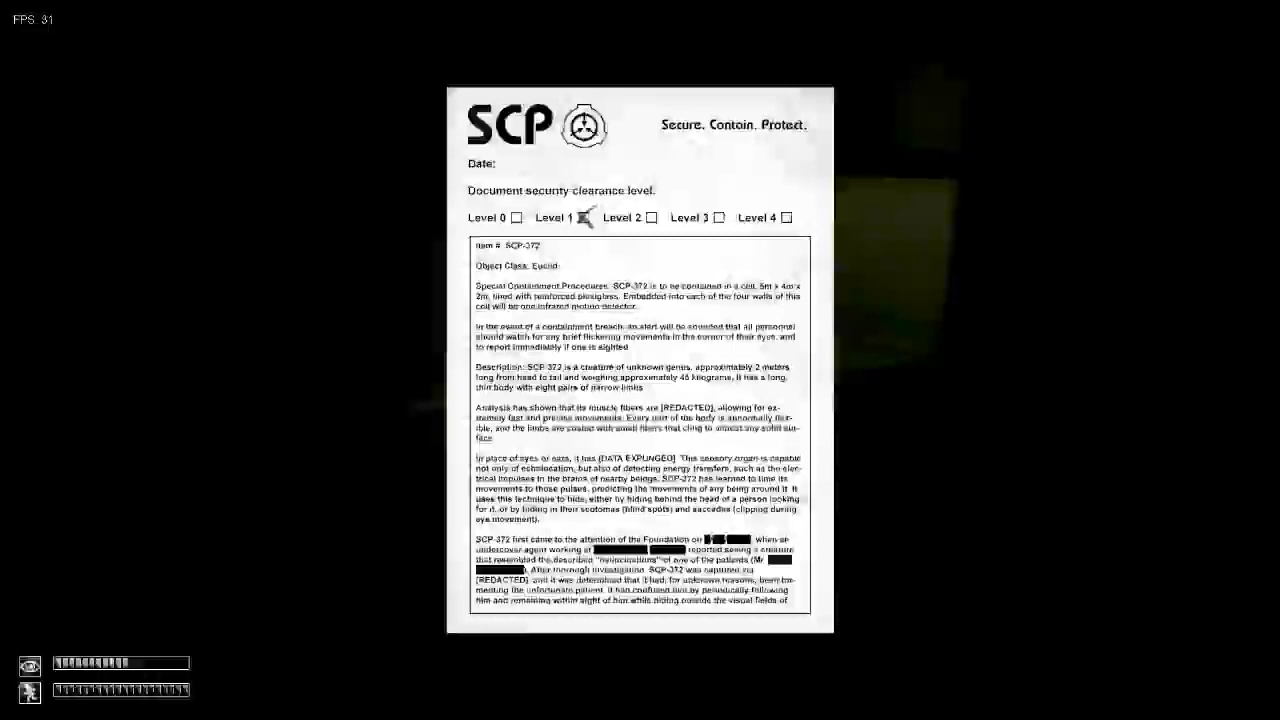 FPS: 31
SCP
Secure. Contain. Protect.
Date:
Document security clearance level.
Level 0 Level 1 Level 2 Level 3 Level 4
Item #: SCP-372
Object Class: Euclid
Special Containment Procedures: SCP-372 is to be contained in a cell, 5m x 4m x
2m, lined with reinforced plexiglass. Embedded into each of the four walls of this
cell will be one infrared motion detector.
In the event of a containment breach, an alert will be sounded that all personnel
should watch for any brief flickering movements in the corner of their eyes, and
to report immediately if one is sighted
Description: SCP-372 is a creature of unknown genus, approximately 2 meters
long from head to tail and weighing approximately 45 kilograms. It has a long,
thin body with eight pairs of narrow limbs
Analysis has shown that its muscle fibers are [REDACTED], allowing for ex-
tremely fast and precise movements. Every part of the body is abnormally flex-
ible, and the limbs are coated with small fibers that cling to almost any solid sur-
face
In place of eyes or ears, it has [DATA EXPUNGED]. This sensory organ is capable
not only of echolocation, but also of detecting energy transfers, such as the elec-
trical impulses in the brains of nearby beings. SCP-372 has learned to time its
movements to those pulses, predicting the movements of any being around it. It
uses this technique to hide, either by hiding behind the head of a person looking
for it, or by hiding in their scotomas (blind spots) and saccades (clipping during
eye movement).
SCP-372 first came to the attention of the Foundation on when an
undercover agent working at reported seeing a creature
that resembled the described "hallucinations" of one of the patients (Mr
). After thorough investigation, SCP-372 was captured via
[REDACTED], and it was determined that it had, for unknown reasons, been tor-
menting the unfortunate patient. It had confused him by periodically following
him and remaining within sight of him while hiding outside the visual fields of